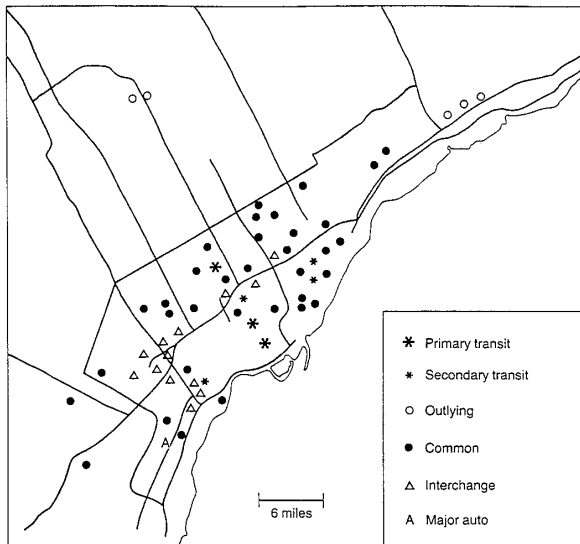 A
6 miles
Primary transit
Secondary transit
Outlying
Common
Interchange
A Major auto